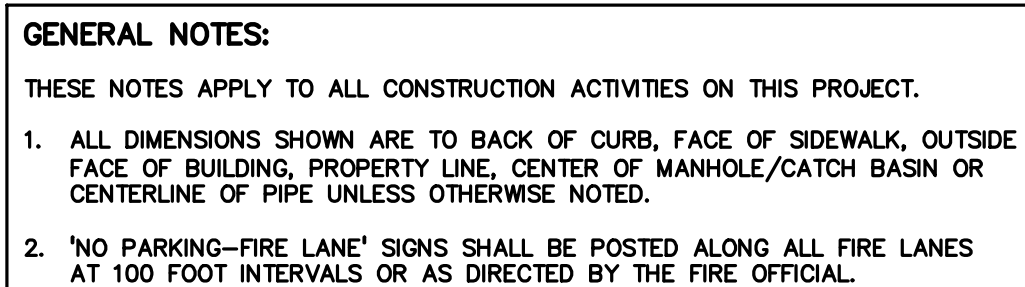 GENERAL NOTES:
THESE NOTES APPLY TO ALL CONSTRUCTION ACTIVITIES ON THIS PROJECT.
1. ALL DIMENSIONS SHOWN ARE TO BACK OF CURB, FACE OF SIDEWALK, OUTSIDE
FACE OF BUILDING, PROPERTY LINE, CENTER OF MANHOLE/CATCH BASIN OR
CENTERLINE OF PIPE UNLESS OTHERWISE NOTED.
2. 'NO PARKING–FIRE LANE' SIGNS SHALL BE POSTED ALONG ALL FIRE LANES
AT 100 FOOT INTERVALS OR AS DIRECTED BY THE FIRE OFFICIAL.